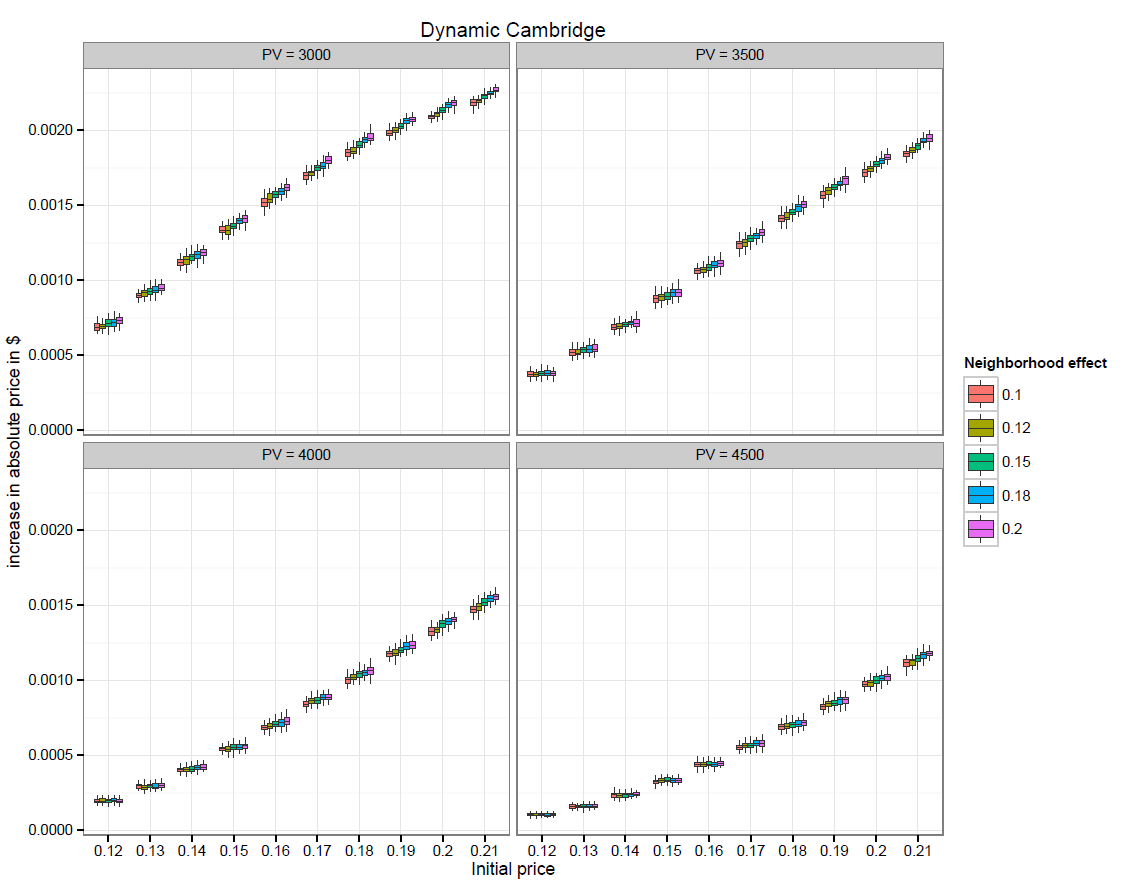 Dynamic Cambridge
PV = 3000
PV = 3500
0.0020
0.0015
0.0010
0.0005
0.0000
PV = 4000
PV = 4500
0.0020
0.0015
0.0010
0.0005
0.0000
increase in absolute price in $
0.12 0.13 0.14 0.15 0.16 0.17 0.18 0.19 0.2 0.21
0.12 0.13 0.14 0.15 0.16 0.17 0.18 0.19 0.2 0.21
Initial price
Neighborhood effect
0.1
0.12
0.15
0.18
0.2